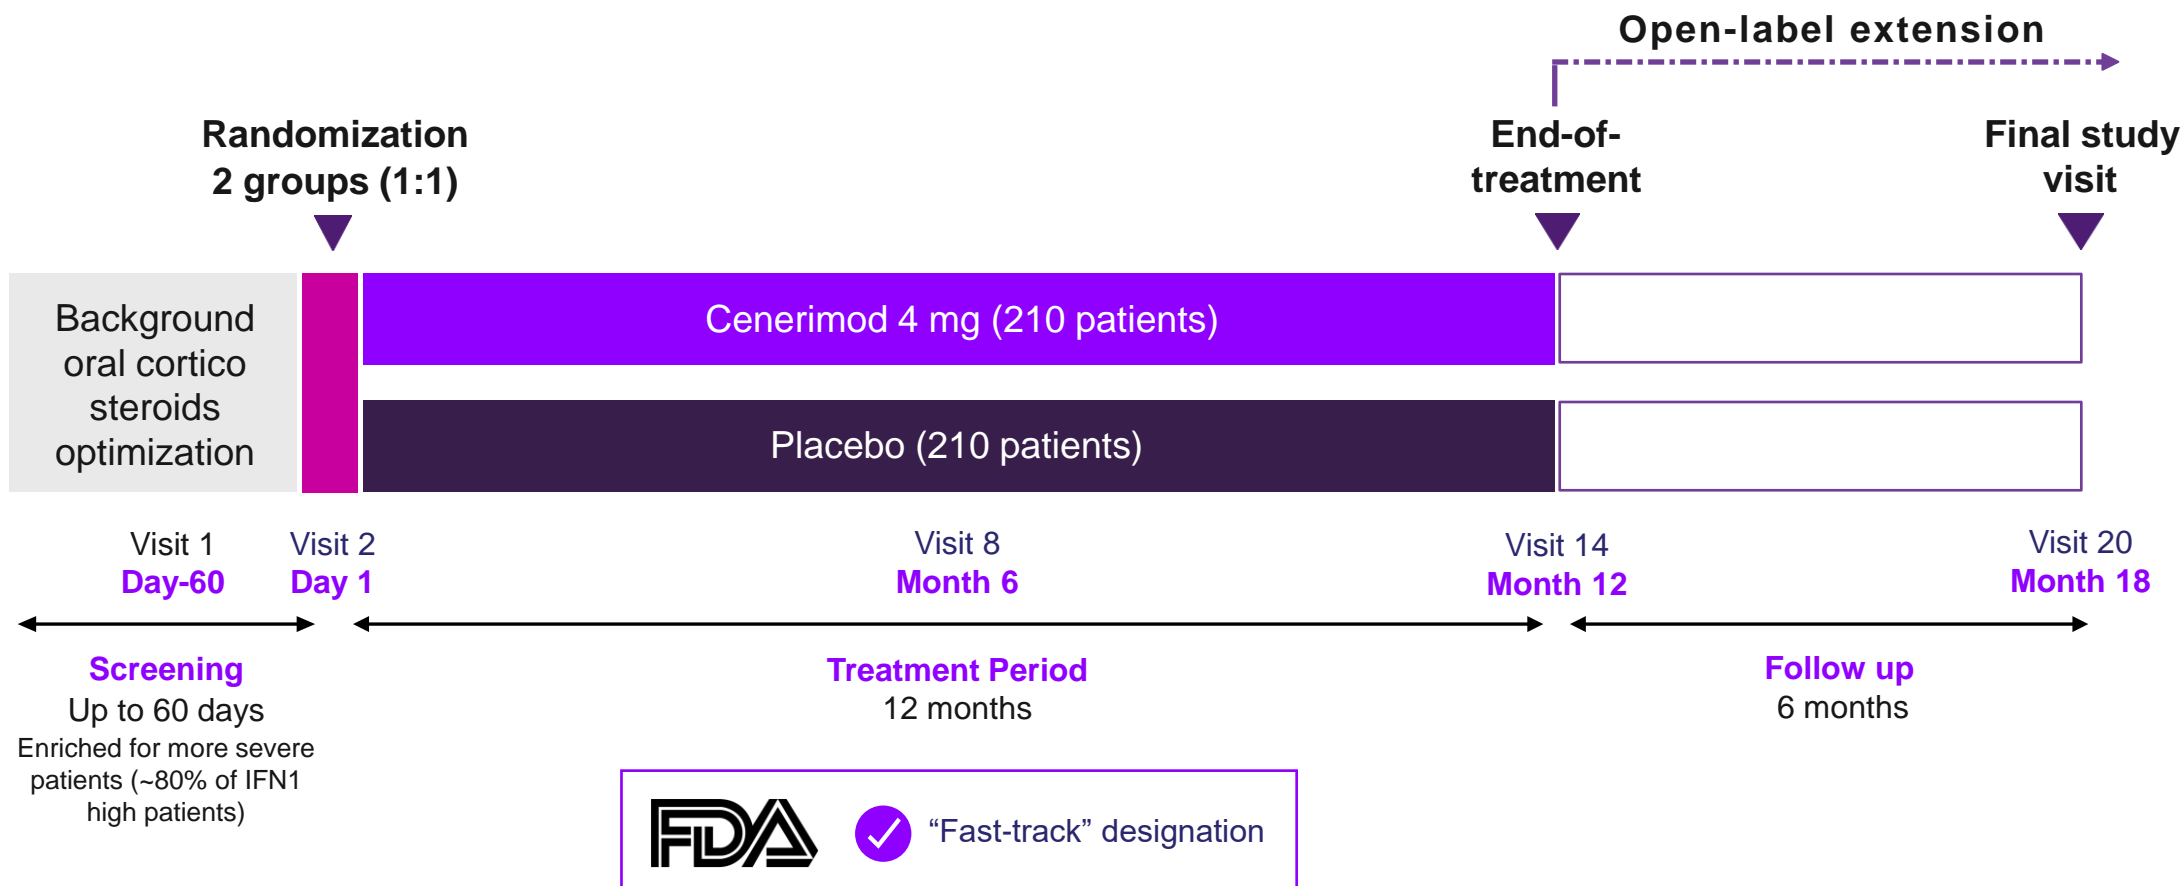 Open-label extension
Randomization
2 groups (1:1)
End-of-
treatment
Final study
visit
Background
oral cortico
steroids
optimization
Cenerimod 4 mg (210 patients)
Placebo (210 patients)
Visit 1
Day-60
Visit 2
Day 1
Visit 8
Month 6
Visit 14
Month 12
Visit 20
Month 18
Screening
Up to 60 days
Enriched for more severe
patients (~80% of IFN1
high patients)
Treatment Period
12 months
Follow up
6 months
FDA
“Fast-track” designation